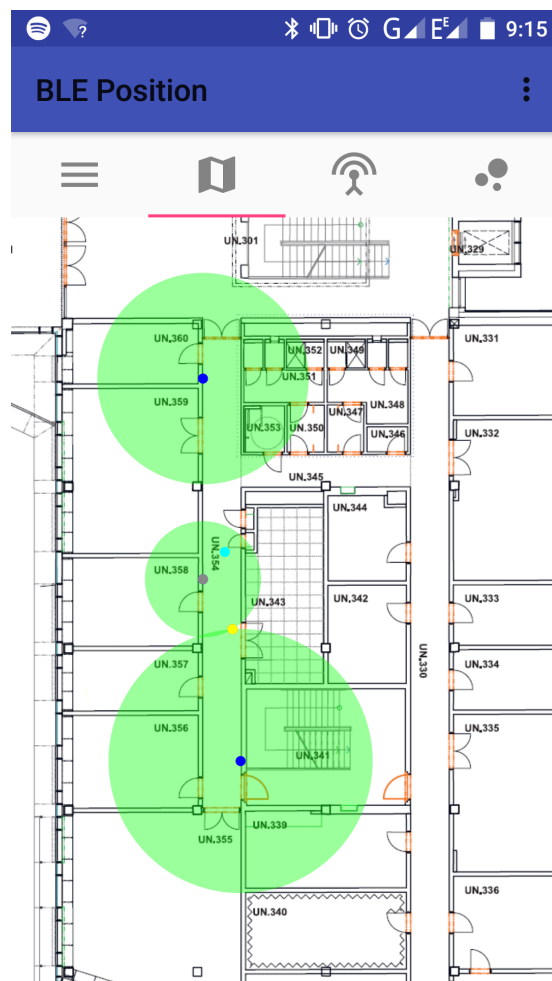 ? G E E 9:15
BLE Position
UN.301
UN.329
UN.360
UN.352
UN.349
UN.331
UN.351
UN.359
UN.348
UN.347
UN.353
UN.350
UN.346
UN.332
UN.345
UN.344
UN.354
UN.358
UN.343
UN.342
UN.333
UN.357
UN.330
UN.334
UN.356
UN.341
UN.335
UN.355
UN.339
UN.340
UN.336